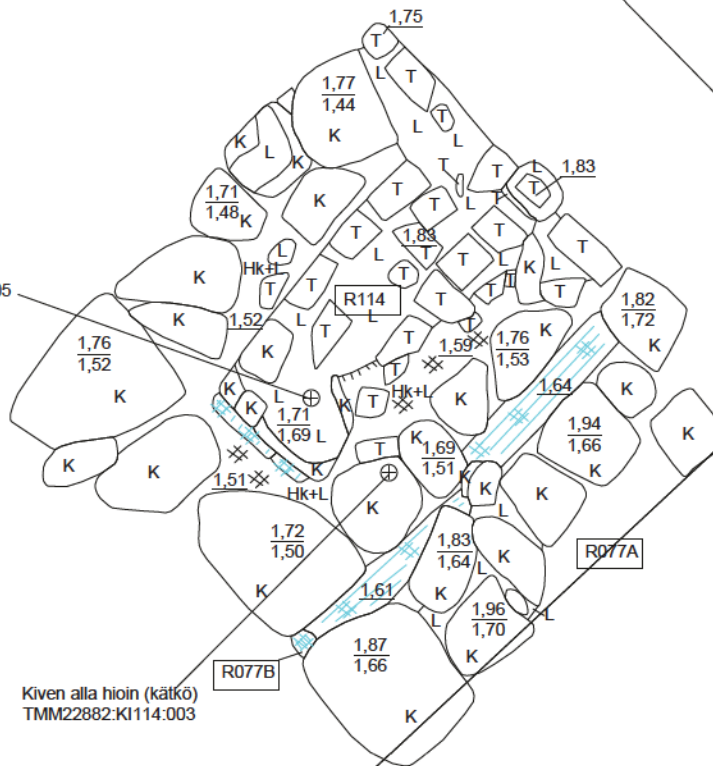 1,75
T
L
T
1,77
1,44
K
T
L
L
K
L
K
T
T
L
1,83
T
T
1,71
1,48
K
K
T
L
T
T
L
T
1,83
T
T
L
K
L
T
K
Hk+L
T
T
T
T
T
T
R114
L
05
K
1,52
L
T
T
T
1,76
1,53
K
1,82
1,72
K
1,76
1,52
K
K
T
1,59
1,64
K
L
T
Hk+L
K
K
K
1,71
1,69
L
K
T
K
1,94
1,66
K
K
K
K
1,51
Hk+L
K
T
K
1,69
1,51
K
K
K
L
1,72
1,50
K
K
1,83
1,64
K
K
L
R077A
1,61
L
1,96
1,70
K
L
1,87
1,66
K
R077B
Kiven alla hioin (kätkö)
TMM22882:KI114:003